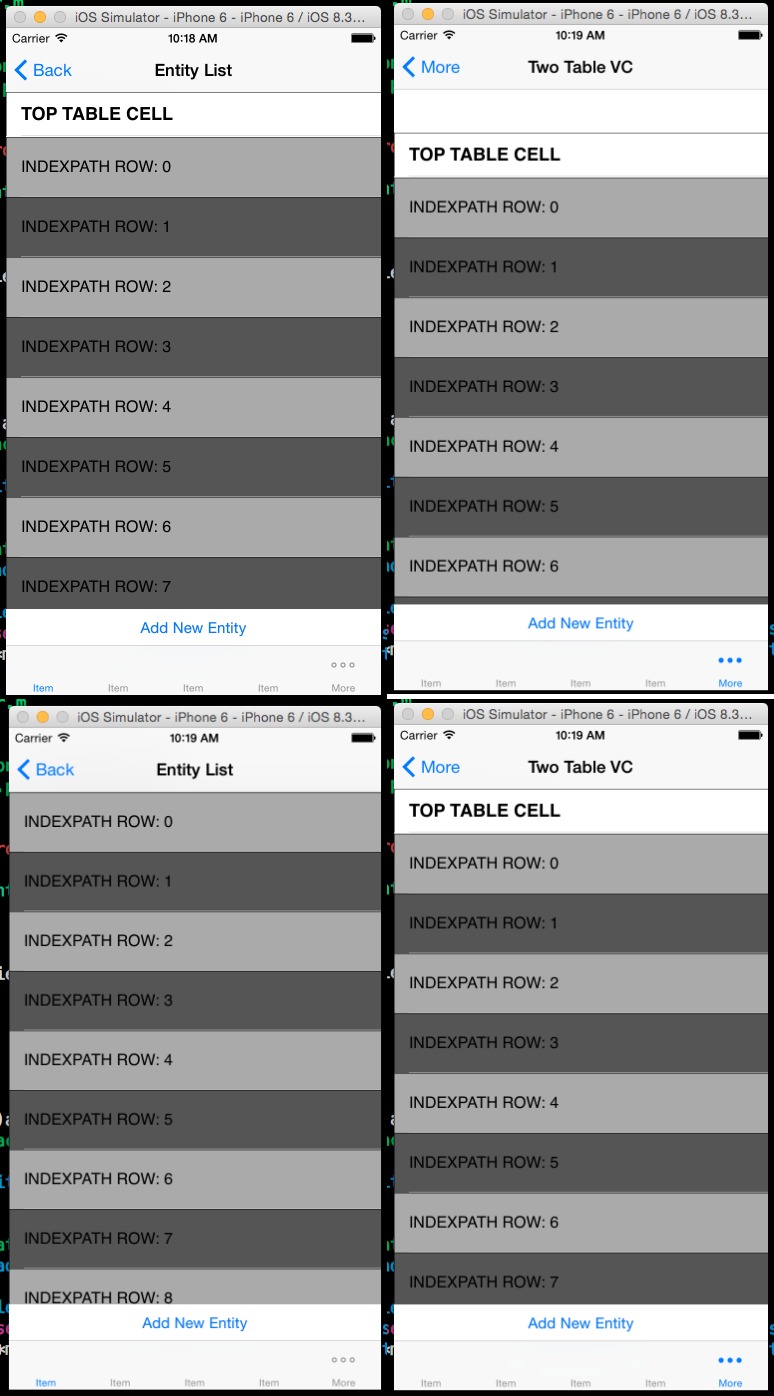 iOS Simulator - iPhone 6 - iPhone 6 / iOS 8.3...
Carrier 10:18 AM
Back Entity List
TOP TABLE CELL
INDEXPATH ROW: 0
INDEXPATH ROW: 1
INDEXPATH ROW: 2
INDEXPATH ROW: 3
INDEXPATH ROW: 4
INDEXPATH ROW: 5
INDEXPATH ROW: 6
INDEXPATH ROW: 7
Add New Entity
Item Item Item Item More
iOS Simulator - iPhone 6 - iPhone 6 / iOS 8.3...
Carrier 10:19 AM
More Two Table VC
TOP TABLE CELL
INDEXPATH ROW: 0
INDEXPATH ROW: 1
INDEXPATH ROW: 2
INDEXPATH ROW: 3
INDEXPATH ROW: 4
INDEXPATH ROW: 5
INDEXPATH ROW: 6
Add New Entity
Item Item Item Item More
iOS Simulator - iPhone 6 - iPhone 6 / iOS 8.3...
Carrier 10:19 AM
Back Entity List
INDEXPATH ROW: 0
INDEXPATH ROW: 1
INDEXPATH ROW: 2
INDEXPATH ROW: 3
INDEXPATH ROW: 4
INDEXPATH ROW: 5
INDEXPATH ROW: 6
INDEXPATH ROW: 7
INDEXPATH ROW: 8
Add New Entity
Item Item Item Item More
iOS Simulator - iPhone 6 - iPhone 6 / iOS 8.3...
Carrier 10:19 AM
More Two Table VC
TOP TABLE CELL
INDEXPATH ROW: 0
INDEXPATH ROW: 1
INDEXPATH ROW: 2
INDEXPATH ROW: 3
INDEXPATH ROW: 4
INDEXPATH ROW: 5
INDEXPATH ROW: 6
INDEXPATH ROW: 7
Add New Entity
Item Item Item Item More